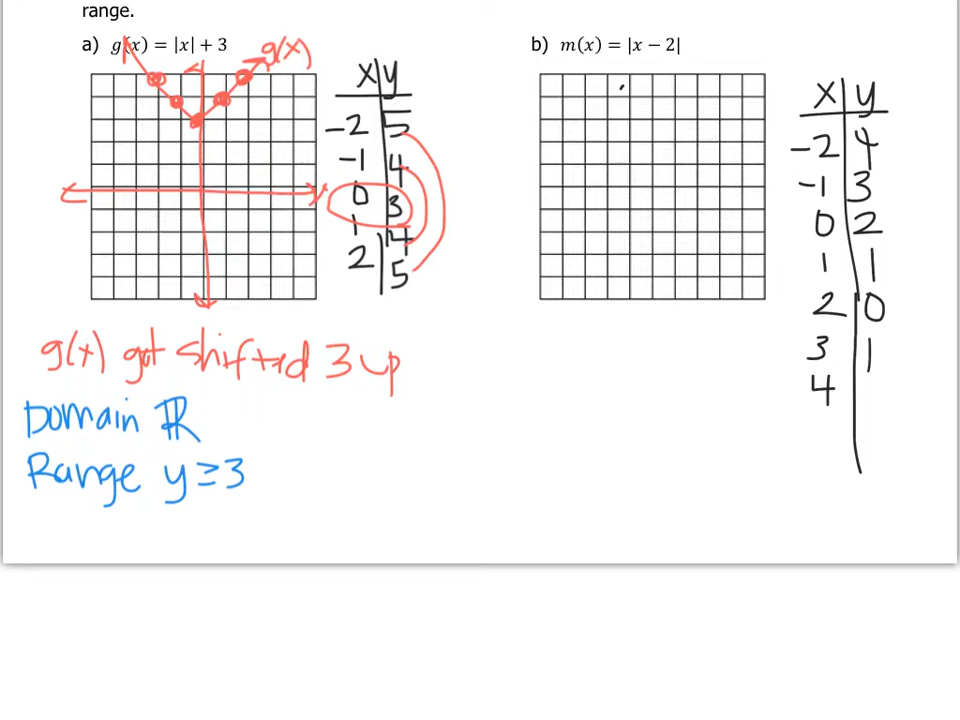 range.
a) g(x) = |x| + 3
g(x)
x y
-2 5
-1 4
0 3
1 4
2 5
g(x) got shifted 3 up
Domain ℝ
Range y ≥ 3
b) m(x) = |x − 2|
x y
-2 4
-1 3
0 2
1 1
2 0
3 1
4